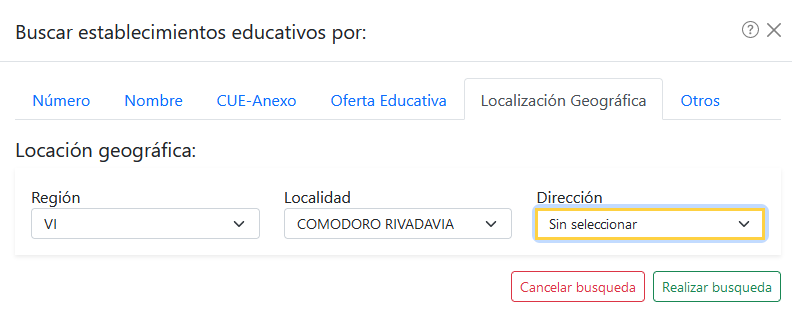 Buscar establecimientos educativos por:
Número Nombre CUE-Anexo Oferta Educativa Localización Geográfica Otros
Locación geográfica:
Región Localidad Dirección
VI COMODORO RIVADAVIA Sin seleccionar
Cancelar busqueda Realizar busqueda